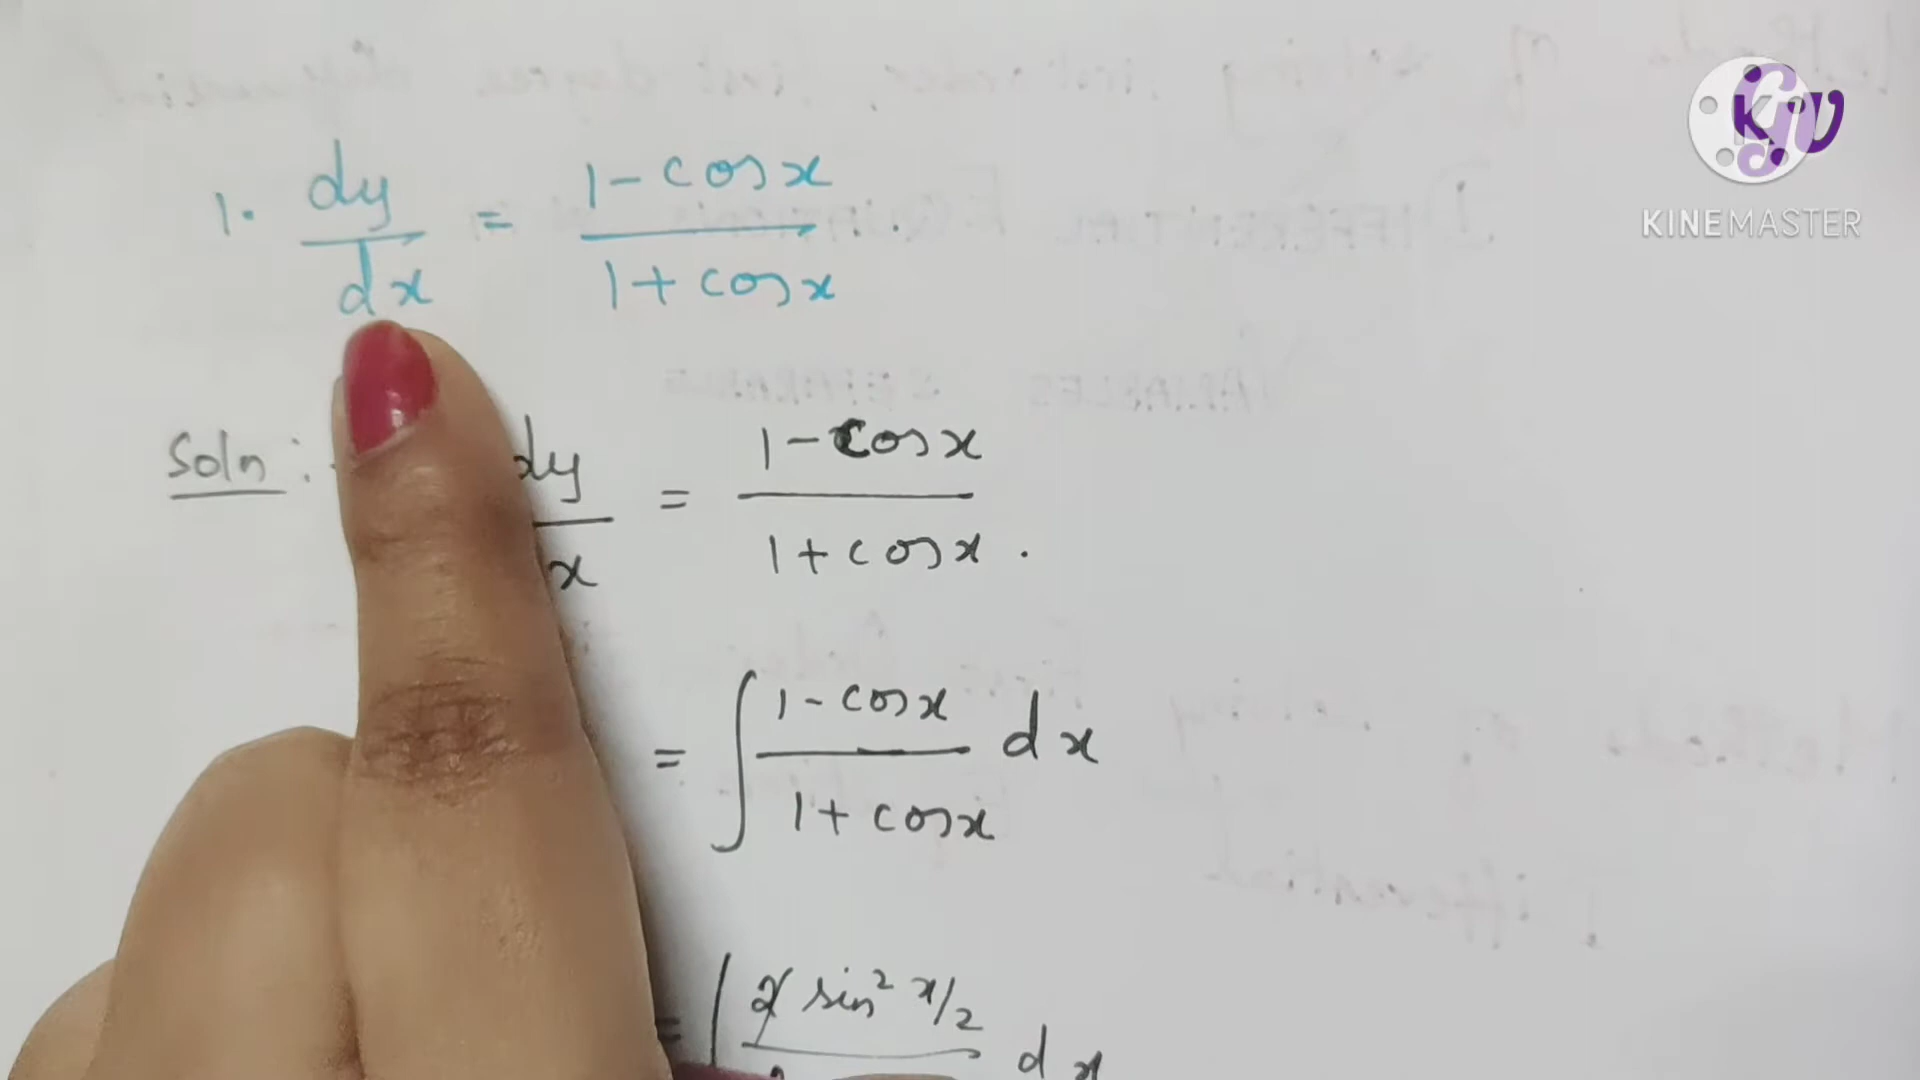 1. dy/dx = 1 - cosx / 1 + cosx .
Soln : dy/x = 1 - cosx / 1 + cosx .
= ∫ 1 - cosx / 1 + cosx dx
= ∫ 2 sin² x/2 dx
KINEMASTER